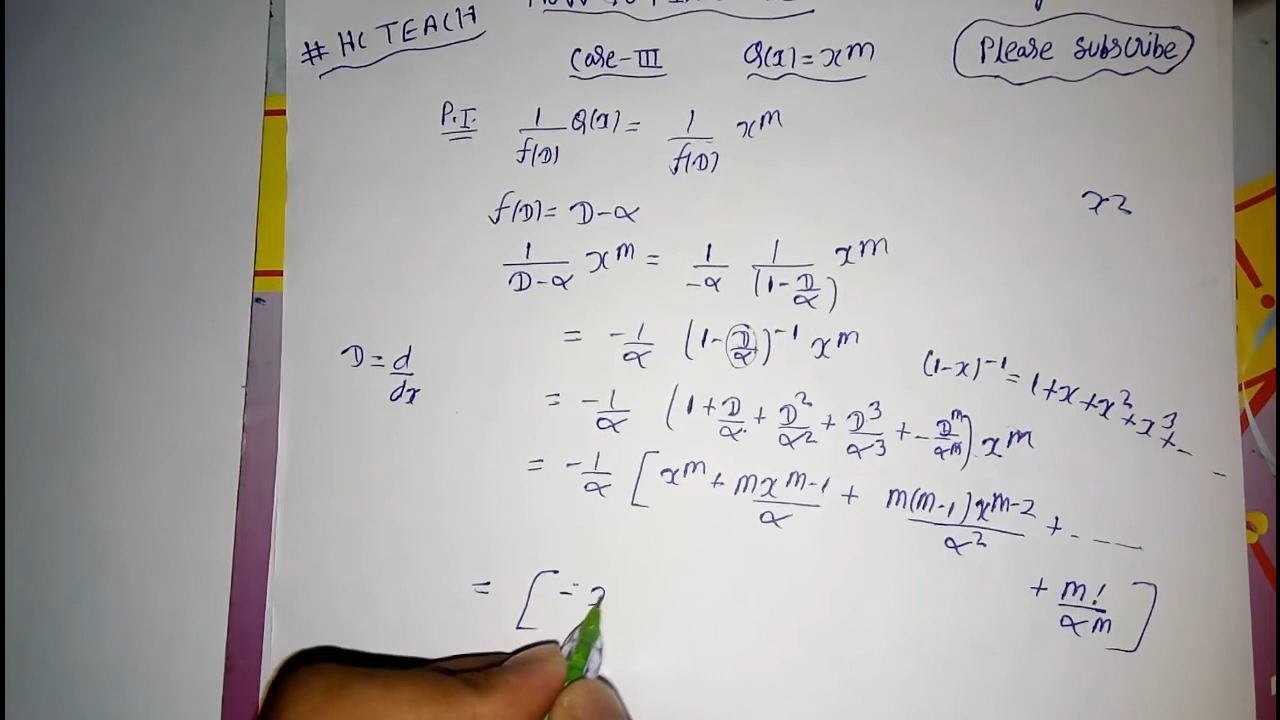 # HC TEACH
Case-III Q(x) = x^m
Please subscribe
P.I. 1/f(D) Q(x) = 1/f(D) x^m
x2
f(D) = D-α
1/(D-α) x^m = 1/-α 1/(1-D/α) x^m
= -1/α (1-D/α)^-1 x^m
D = d/dx
(1-x)^-1 = 1+x+x^2+x^3+--
= -1/α (1+D/α+D^2/α^2+D^3/α^3+-D^m/α^m) x^m
= -1/α [x^m + mx^m-1/α + m(m-1)x^m-2/α^2 + ----
+ m!/α^m]
= [-